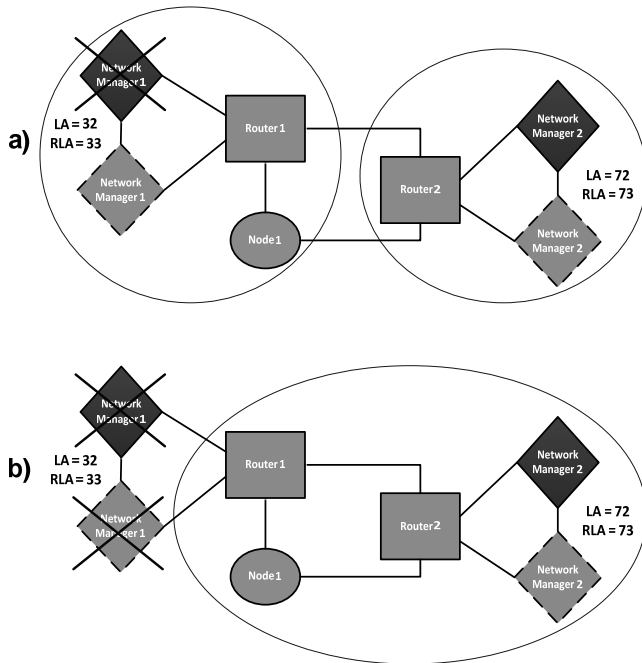 Network
Manager 1
LA = 32
RLA = 33
a)
Network
Manager 1
Router 1
Node1
Router2
Network
Manager 2
LA = 72
RLA = 73
Network
Manager 2
Network
Manager 1
LA = 32
RLA = 33
b)
Network
Manager 1
Router 1
Node1
Router2
Network
Manager 2
LA = 72
RLA = 73
Network
Manager 2